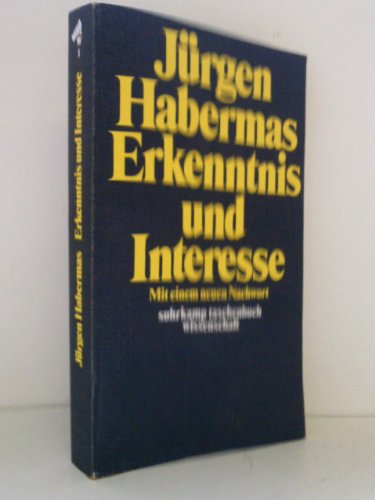 Jürgen
Habermas
Erkenntnis
und
Interesse
Mit einem neuen Nachwort
suhrkamp taschenbuch
wissenschaft
Jürgen Habermas Erkenntnis und Interesse